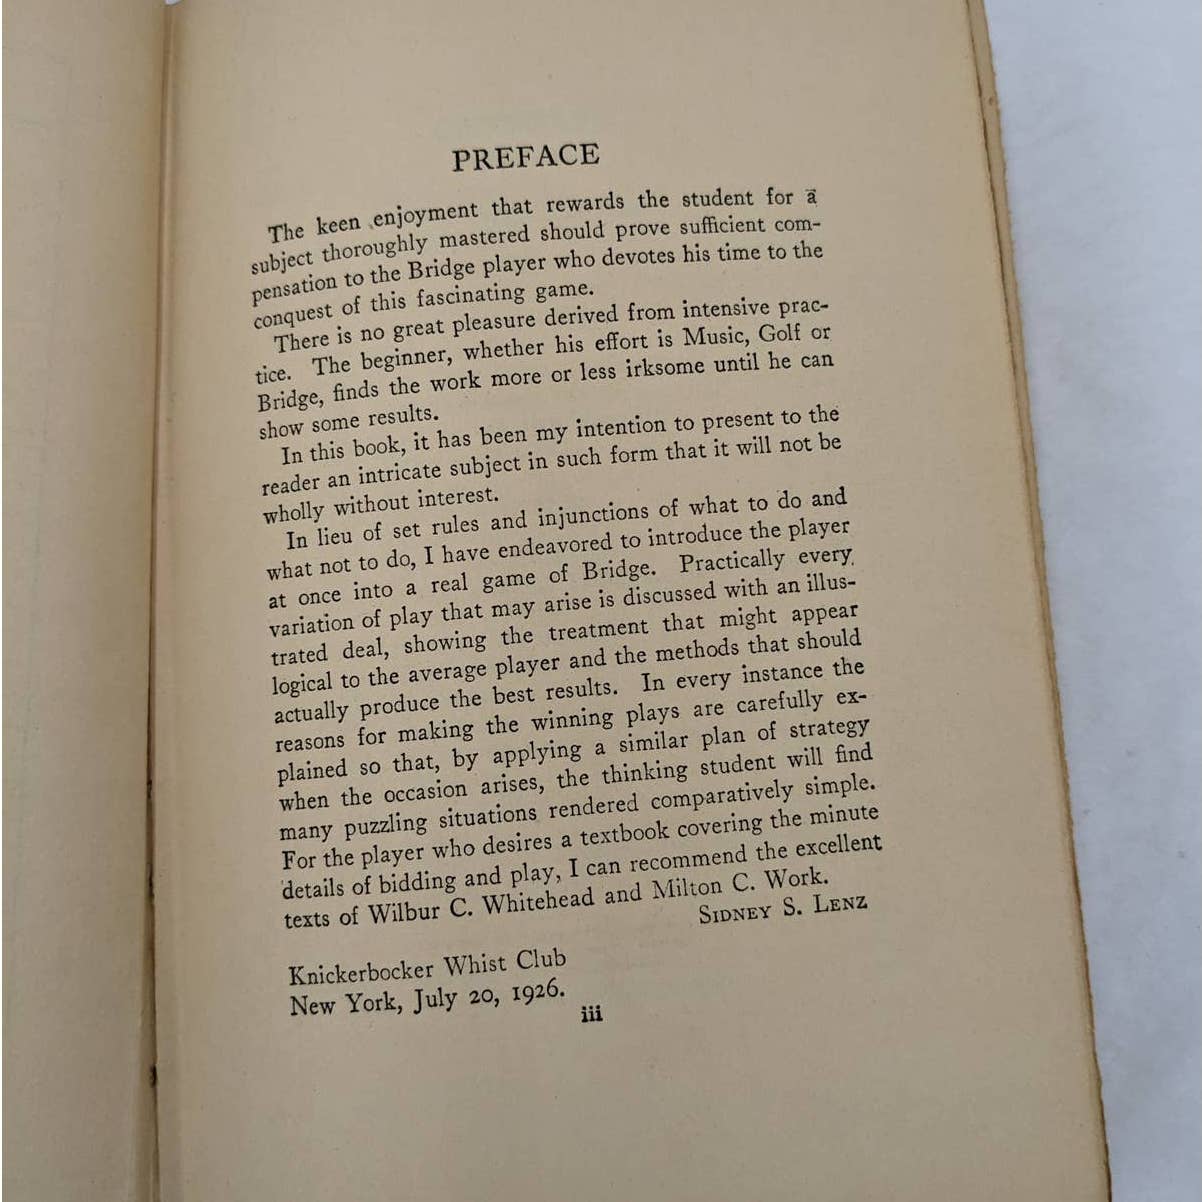 PREFACE
The keen enjoyment that rewards the student for a
subject thoroughly mastered should prove sufficient com-
pensation to the Bridge player who devotes his time to the
conquest of this fascinating game.
There is no great pleasure derived from intensive prac-
tice. The beginner, whether his effort is Music, Golf or
Bridge, finds the work more or less irksome until he can
show some results.
In this book, it has been my intention to present to the
reader an intricate subject in such form that it will not be
wholly without interest.
In lieu of set rules and injunctions of what to do and
what not to do, I have endeavored to introduce the player
at once into a real game of Bridge. Practically every
variation of play that may arise is discussed with an illus-
trated deal, showing the treatment that might appear
logical to the average player and the methods that should
actually produce the best results. In every instance the
reasons for making the winning plays are carefully ex-
plained so that, by applying a similar plan of strategy
when the occasion arises, the thinking student will find
many puzzling situations rendered comparatively simple.
For the player who desires a textbook covering the minute
details of bidding and play, I can recommend the excellent
texts of Wilbur C. Whitehead and Milton C. Work.
SIDNEY S. LENZ
Knickerbocker Whist Club
New York, July 20, 1926.
iii